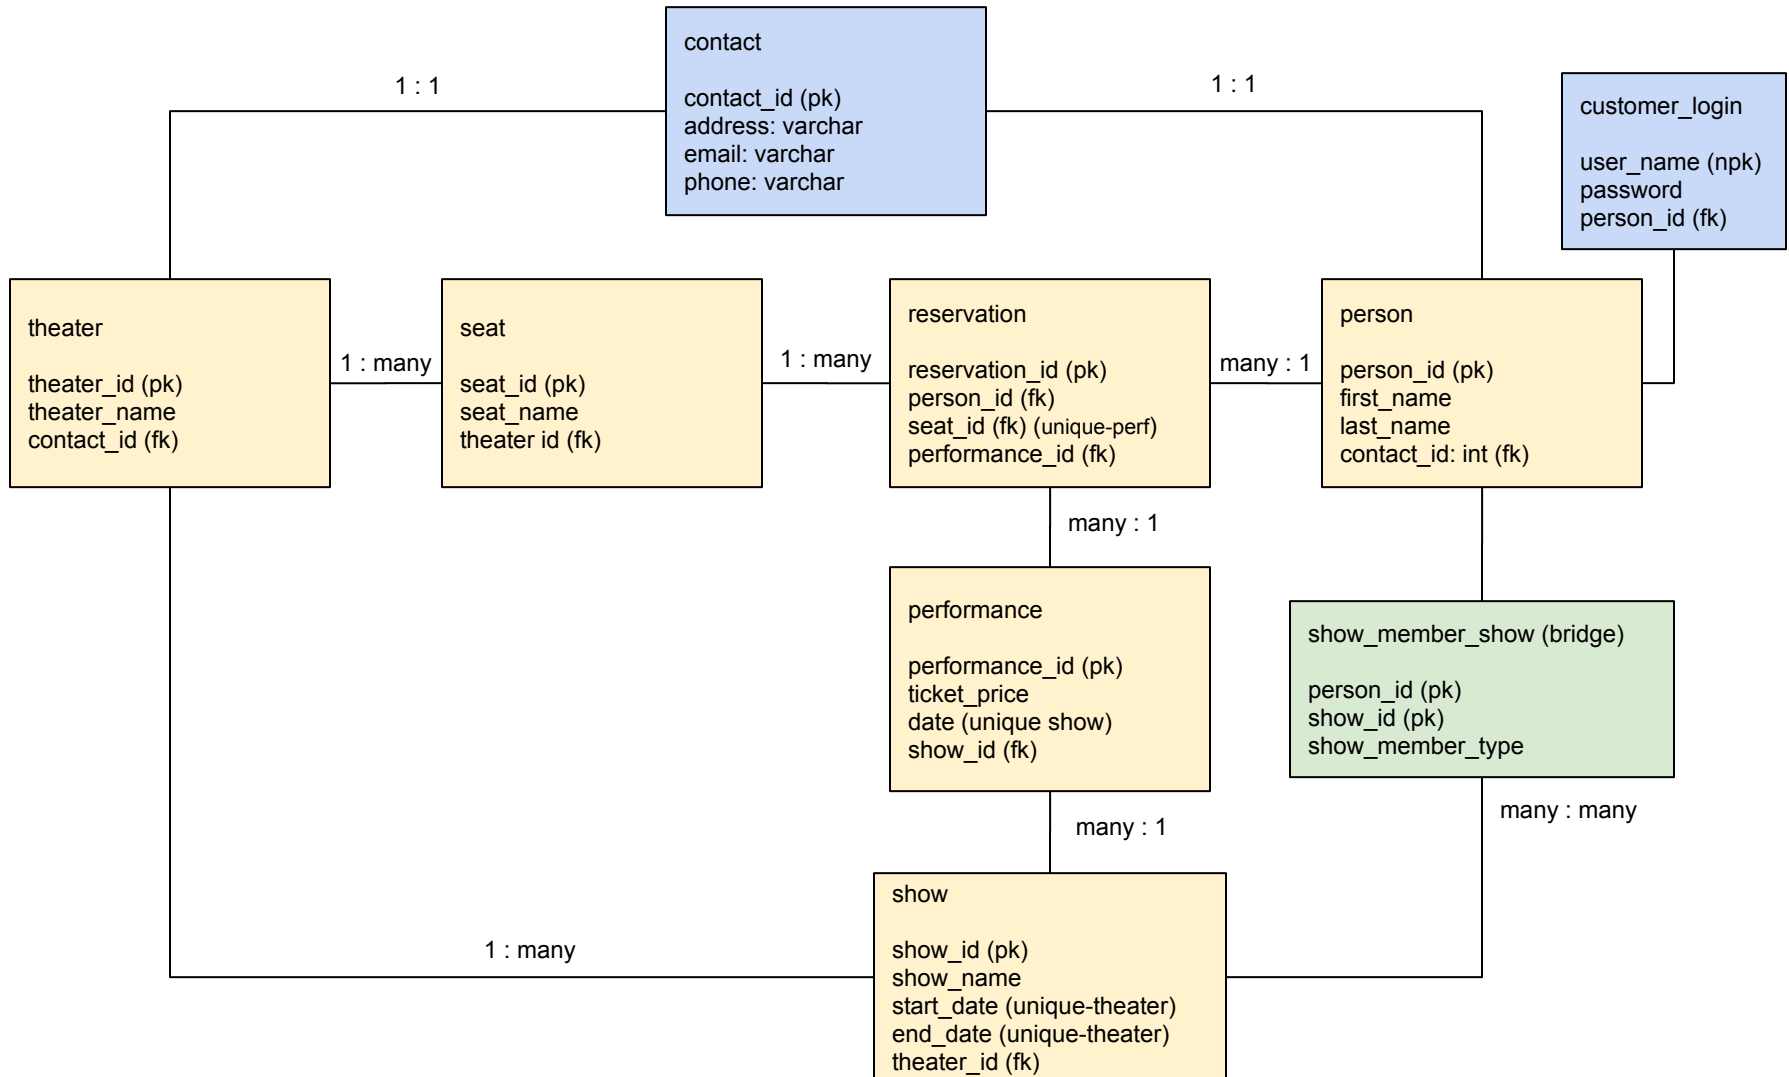 contact
contact_id (pk)
address: varchar
email: varchar
phone: varchar
1 : 1
1 : 1
customer_login
user_name (npk)
password
person_id (fk)
theater
theater_id (pk)
theater_name
contact_id (fk)
1 : many
seat
seat_id (pk)
seat_name
theater id (fk)
1 : many
reservation
reservation_id (pk)
person_id (fk)
seat_id (fk) (unique-perf)
performance_id (fk)
many : 1
person
person_id (pk)
first_name
last_name
contact_id: int (fk)
many : 1
performance
performance_id (pk)
ticket_price
date (unique show)
show_id (fk)
show_member_show (bridge)
person_id (pk)
show_id (pk)
show_member_type
many : 1
many : many
1 : many
show
show_id (pk)
show_name
start_date (unique-theater)
end_date (unique-theater)
theater_id (fk)